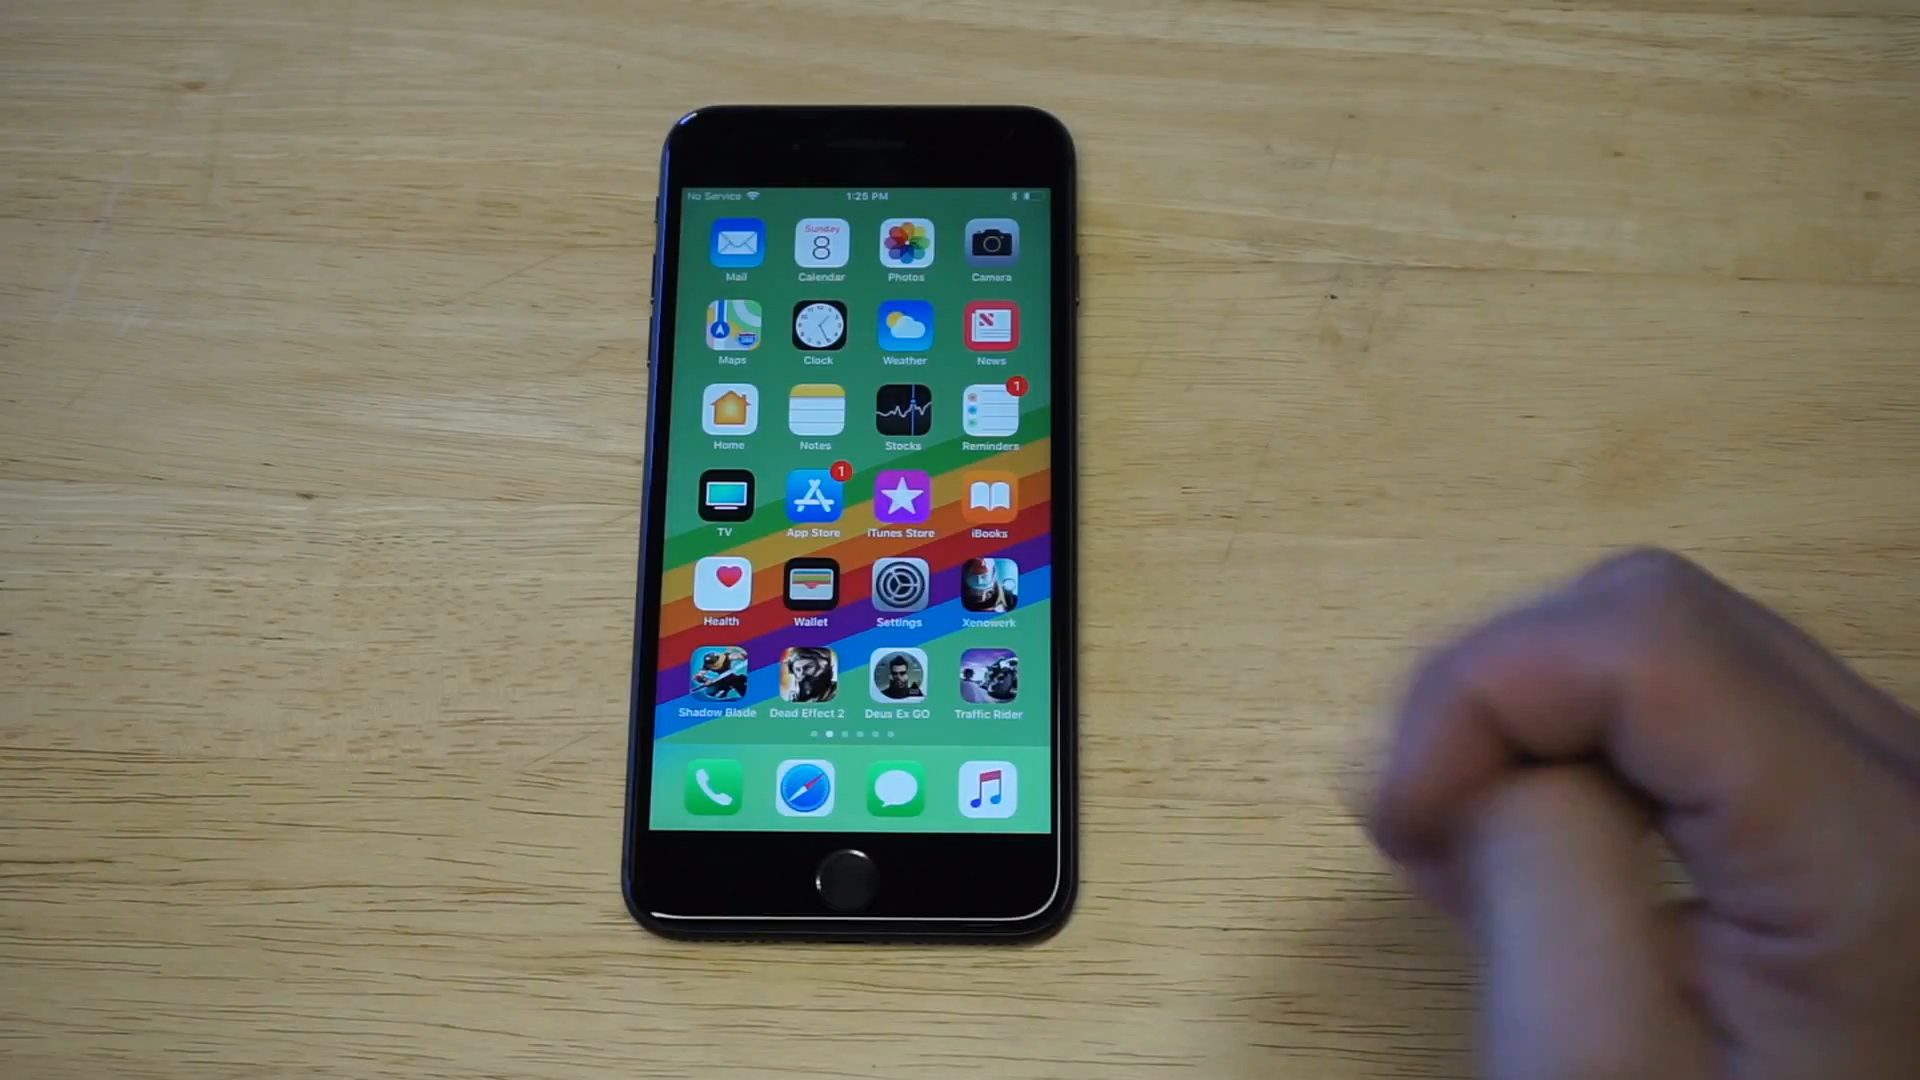 No Service 1:25 PM
Sunday
8
Mail Calendar Photos Camera
Maps Clock Weather News
1
Home Notes Stocks Reminders
1
TV App Store iTunes Store iBooks
Health Wallet Settings Xenowerk
Shadow Blade Dead Effect 2 Deus Ex GO Traffic Rider